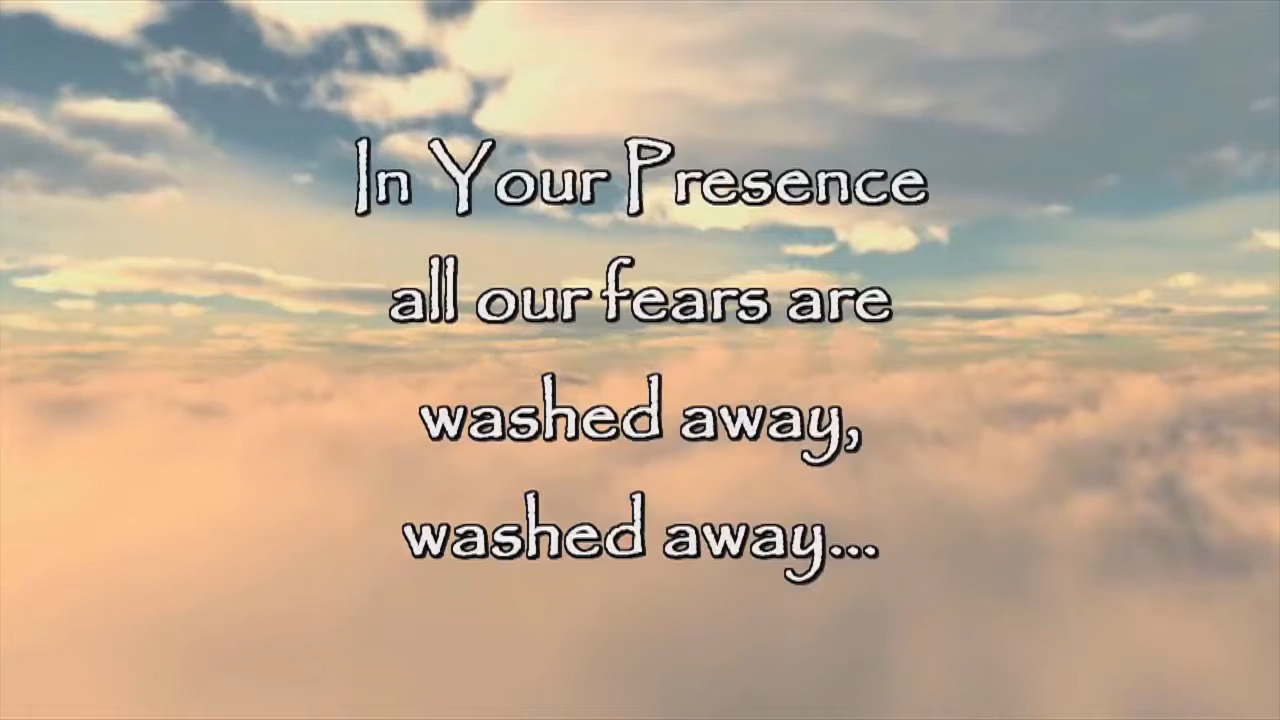 In Your Presence
all our fears are
washed away,
washed away...